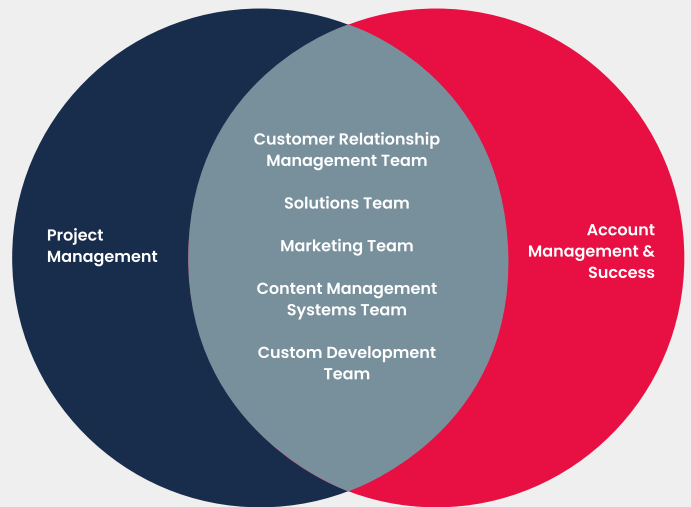 Project
Management
Customer Relationship
Management Team
Solutions Team
Marketing Team
Content Management
Systems Team
Custom Development
Team
Account
Management &
Success